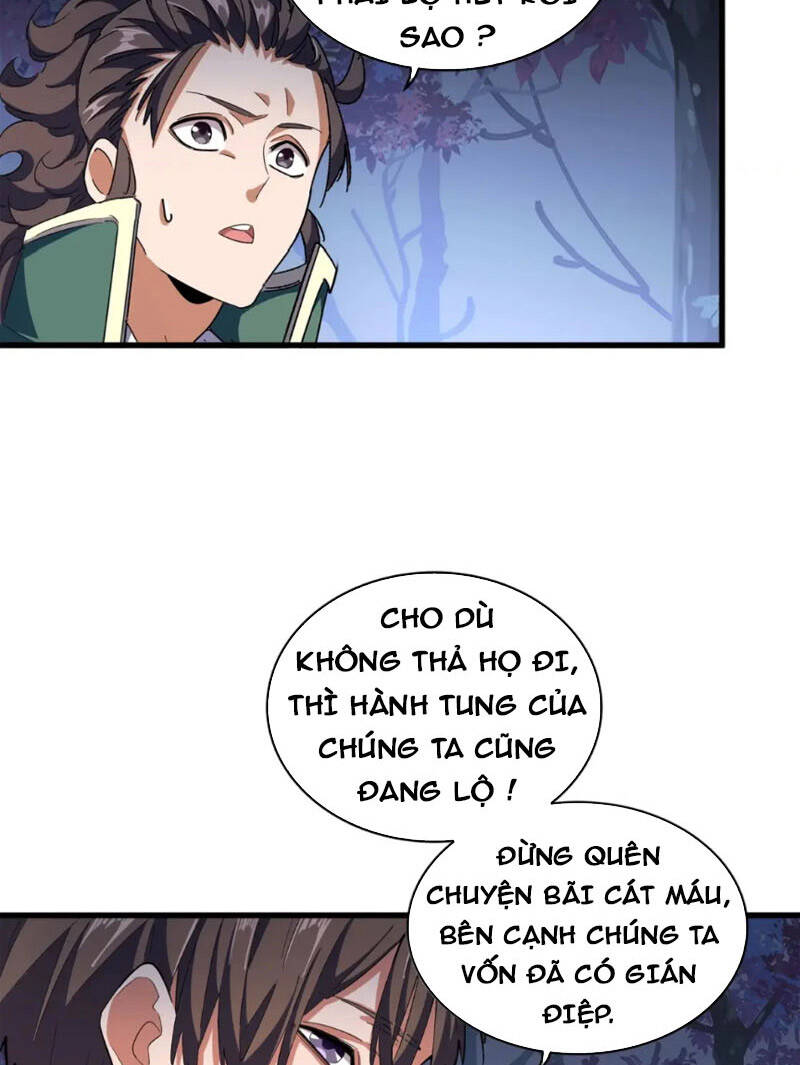 SAO ?
CHO DÙ
KHÔNG THẢ HỌ ĐI,
THÌ HÀNH TUNG CỦA
CHÚNG TA CŨNG
ĐANG LỘ !
ĐỪNG QUÊN
CHUYỆN BÃI CÁT MÁU,
BÊN CẠNH CHÚNG TA
VỐN ĐÃ CÓ GIÁN
ĐIỆP.